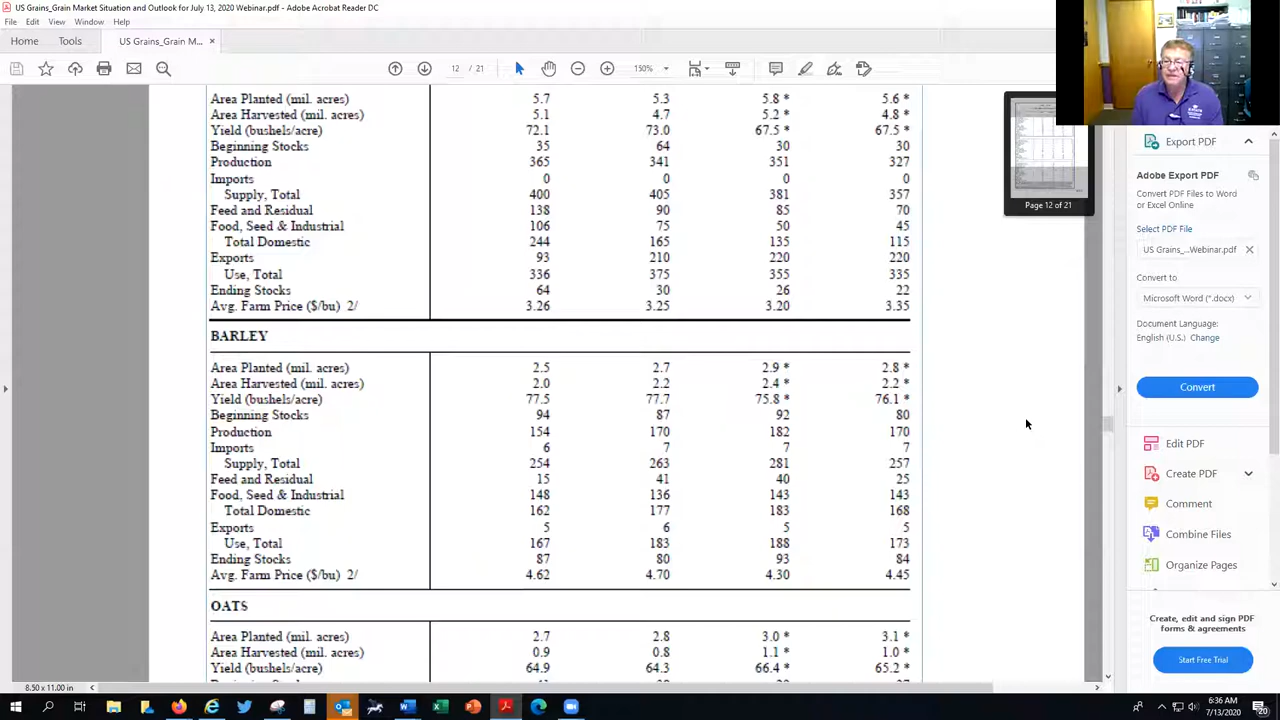 US Grains_Grain Market Situation and Outlook for July 13, 2020 Webinar.pdf - Adobe Acrobat Reader DC
File Edit View Window Help
Home Tools US Grains_Grain M... ×
12 150%
Area Planted (mil. acres) 5.7 5.3 5.8 * 5.6 *
Area Harvested (mil. acres) 5.1 4.7 5.2 * 4.8 *
Yield (bushels/acre) 72.1 73.0 67.5 * 67.5 *
Beginning Stocks 35 64 30 30
Production 365 341 351 327
Imports 0 0 0 0
Supply, Total 400 405 381 357
Feed and Residual 138 90 85 70
Food, Seed & Industrial 106 75 50 45
Total Domestic 244 165 135 115
Exports 93 210 220 220
Use, Total 336 375 355 335
Ending Stocks 64 30 26 22
Avg. Farm Price ($/bu) 2/ 3.26 3.25 3.20 3.35
BARLEY
Area Planted (mil. acres) 2.5 2.7 2.9 * 2.8 *
Area Harvested (mil. acres) 2.0 2.2 2.4 * 2.2 *
Yield (bushels/acre) 77.5 77.7 75.8 * 76.1 *
Beginning Stocks 94 87 92 80
Production 154 170 182 170
Imports 6 7 7 7
Supply, Total 254 263 281 257
Feed and Residual 15 41 40 25
Food, Seed & Industrial 148 136 143 143
Total Domestic 162 177 183 168
Exports 5 6 5 5
Use, Total 167 183 188 173
Ending Stocks 87 80 93 84
Avg. Farm Price ($/bu) 2/ 4.62 4.70 4.30 4.45
OATS
Area Planted (mil. acres) 2.7 2.8 3.0 * 3.1 *
Area Harvested (mil. acres) 0.9 0.8 1.1 * 1.0 *
Yield (bushels/acre) 64.9 64.3 66.4 * 65.2 *
8.50 x 11.00 in
Page 12 of 21
Export PDF
Adobe Export PDF
Convert PDF Files to Word
or Excel Online
Select PDF File
US Grains_...Webinar.pdf ×
Convert to
Microsoft Word (*.docx)
Document Language:
English (U.S.) Change
Convert
Edit PDF
Create PDF
Comment
Combine Files
Organize Pages
Create, edit and sign PDF
forms & agreements
Start Free Trial
6:36 AM
7/13/2020
20